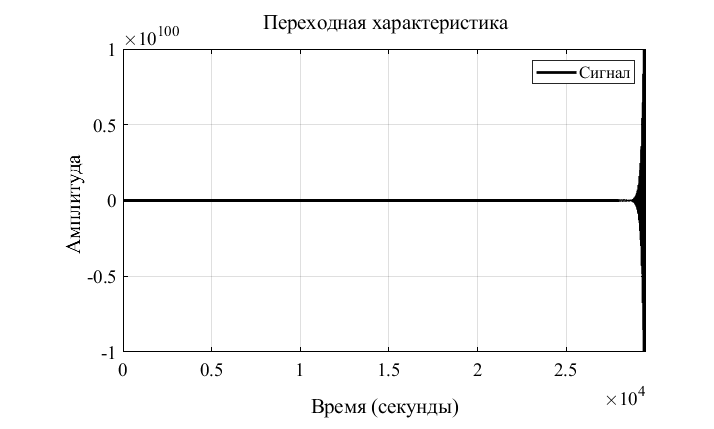 Переходная характеристика
×10^100
1
0.5
0
-0.5
-1
Амплитуда
Сигнал
0 0.5 1 1.5 2 2.5
×10^4
Время (секунды)